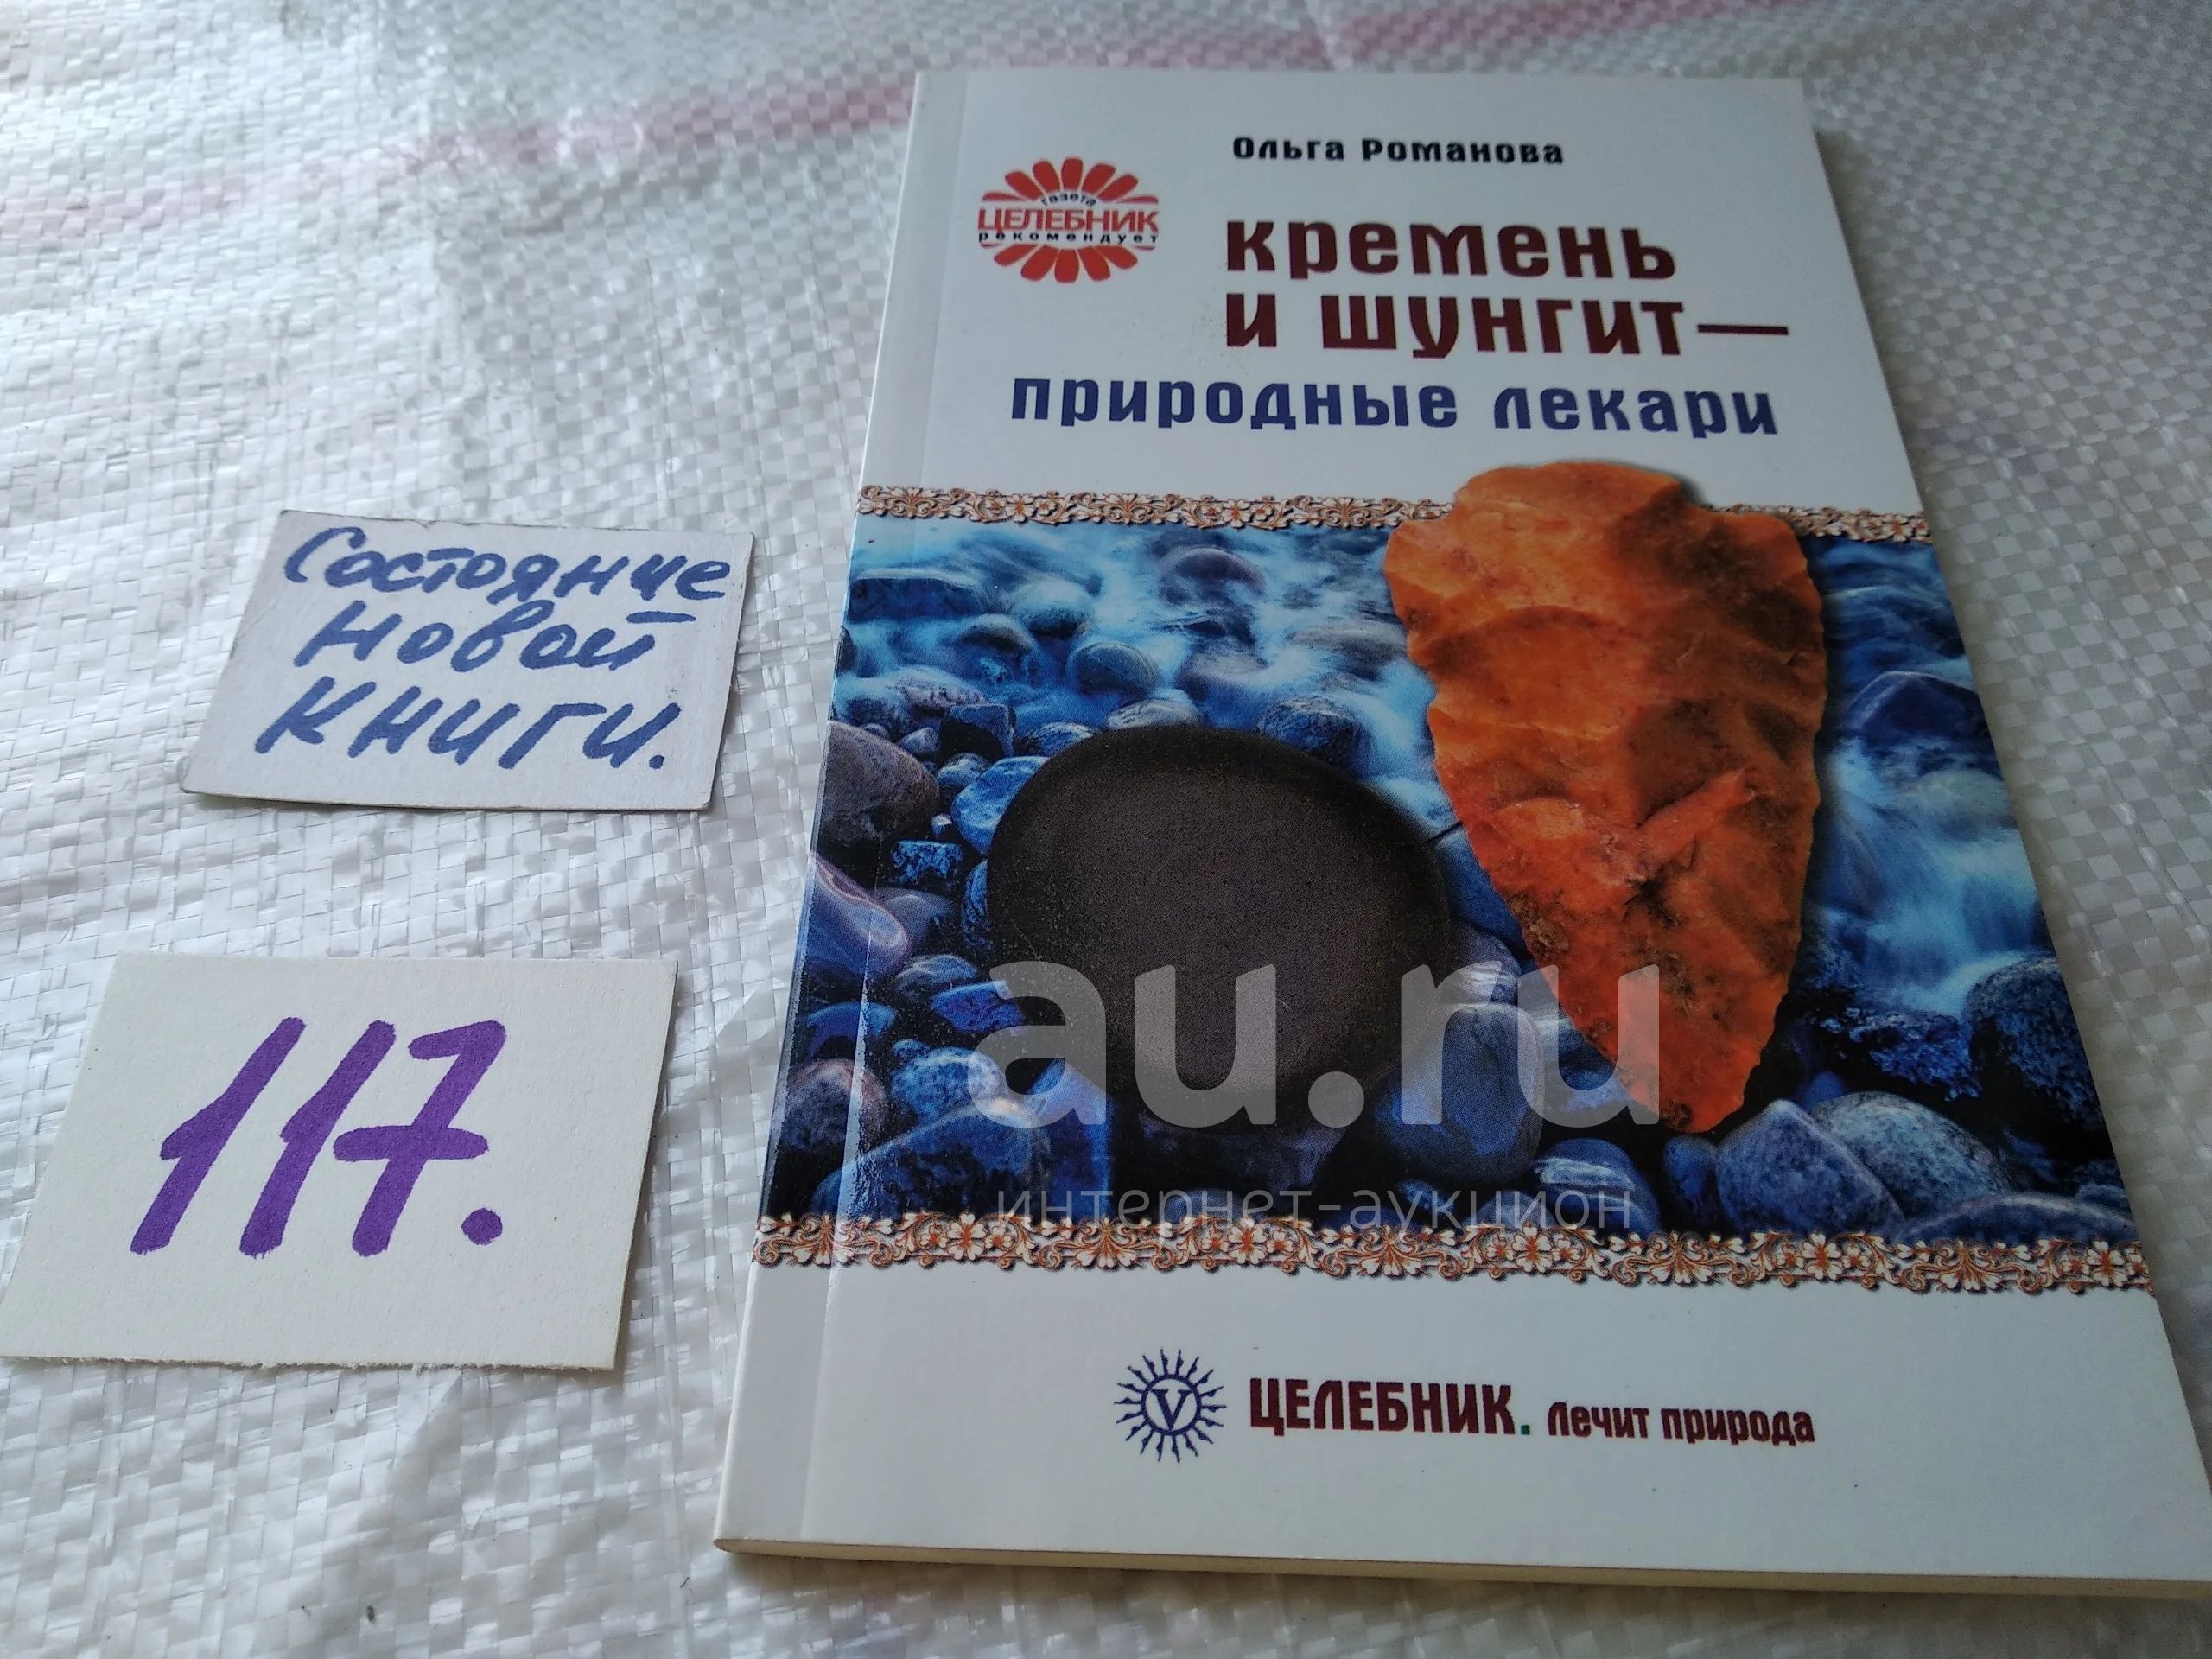 Ольга Романова
газета
ЦЕЛЕБНИК
рекомендует
кремень
и шунгит—
природные лекари
Состояние
новой
книги.
117.
au.ru
интернет-аукцион
V
ЦЕЛЕБНИК. Лечит природа